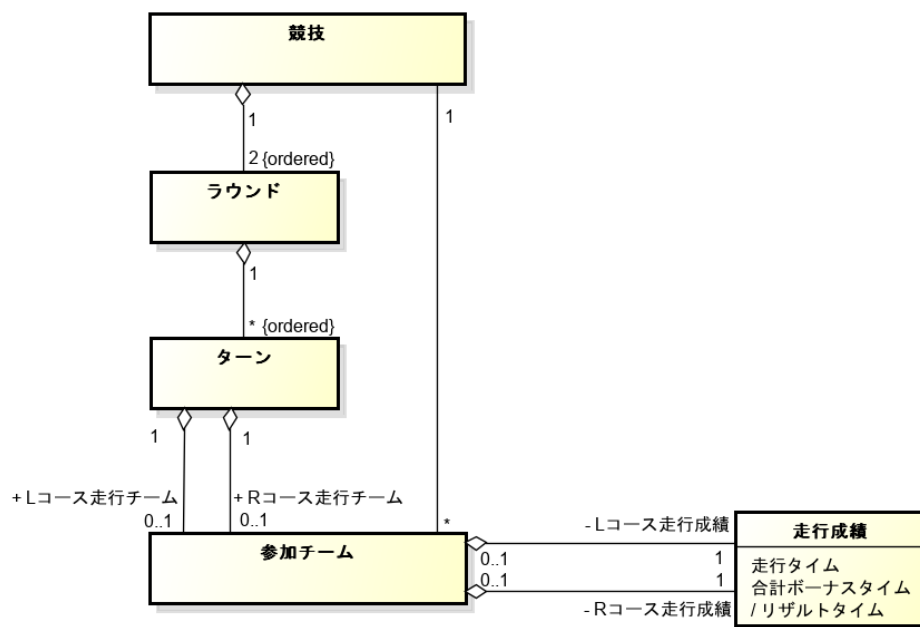 競技
1
1
2 {ordered}
ラウンド
1
* {ordered}
ターン
1
1
+ Lコース走行チーム
+ Rコース走行チーム
0..1
0..1
*
参加チーム
- Lコース走行成績
0..1
1
0..1
1
- Rコース走行成績
走行成績
走行タイム
合計ボーナスタイム
/ リザルトタイム